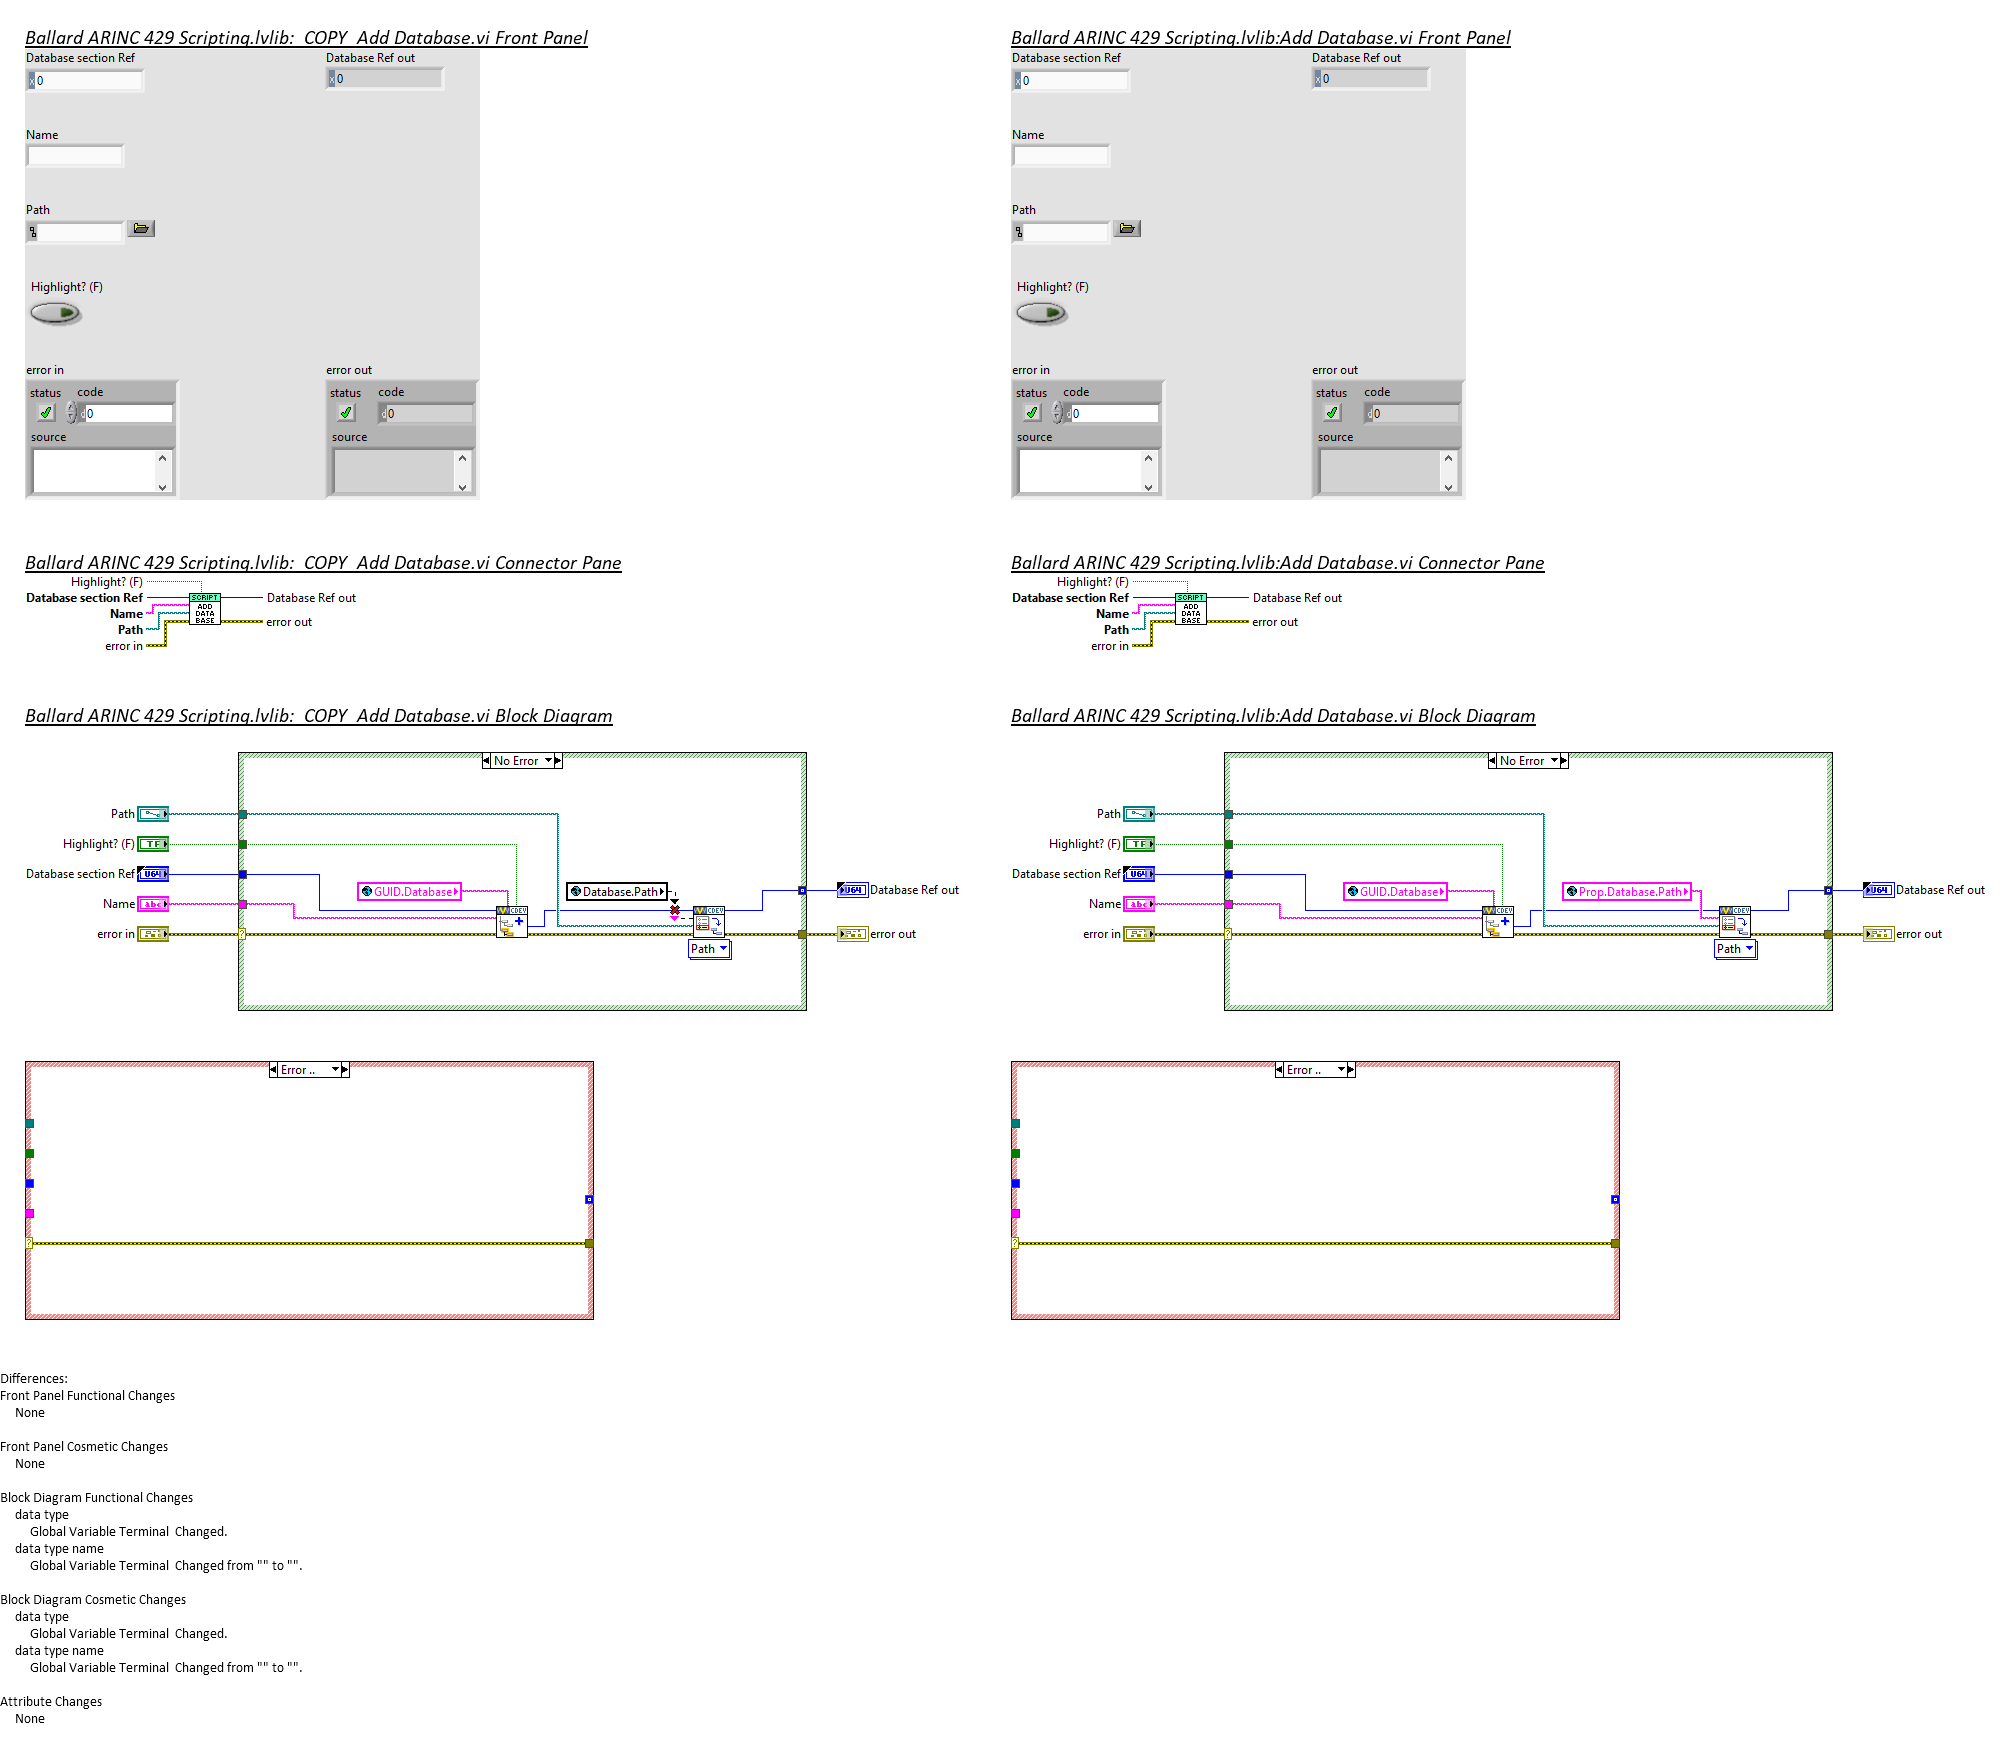 Ballard ARINC 429 Scripting.lvlib:  COPY  Add Database.vi Front Panel
Database section Ref
Database Ref out
x 0
x 0
Name
Path
Highlight? (F)
error in
error out
status code
status code
d 0
d 0
source
source
Ballard ARINC 429 Scripting.lvlib:Add Database.vi Front Panel
Database section Ref
Database Ref out
x 0
x 0
Name
Path
Highlight? (F)
error in
error out
status code
status code
d 0
d 0
source
source
Ballard ARINC 429 Scripting.lvlib:  COPY  Add Database.vi Connector Pane
Highlight? (F)
Database section Ref
SCRIPT
Database Ref out
Name
ADD
DATA
BASE
Path
error out
error in
Ballard ARINC 429 Scripting.lvlib:Add Database.vi Connector Pane
Highlight? (F)
Database section Ref
SCRIPT
Database Ref out
Name
ADD
DATA
BASE
Path
error out
error in
Ballard ARINC 429 Scripting.lvlib:  COPY  Add Database.vi Block Diagram
No Error
Path
Highlight? (F)
TF
Database section Ref
U64
GUID.Database
Database.Path
U64
Database Ref out
Name
abc
CDEV
CDEV
error in
?
error out
Path
Error ..
?
Ballard ARINC 429 Scripting.lvlib:Add Database.vi Block Diagram
No Error
Path
Highlight? (F)
TF
Database section Ref
U64
GUID.Database
Prop.Database.Path
U64
Database Ref out
Name
abc
CDEV
CDEV
error in
?
error out
Path
Error ..
?
Differences:
Front Panel Functional Changes
None
Front Panel Cosmetic Changes
None
Block Diagram Functional Changes
data type
Global Variable Terminal  Changed.
data type name
Global Variable Terminal  Changed from "" to "".
Block Diagram Cosmetic Changes
data type
Global Variable Terminal  Changed.
data type name
Global Variable Terminal  Changed from "" to "".
Attribute Changes
None